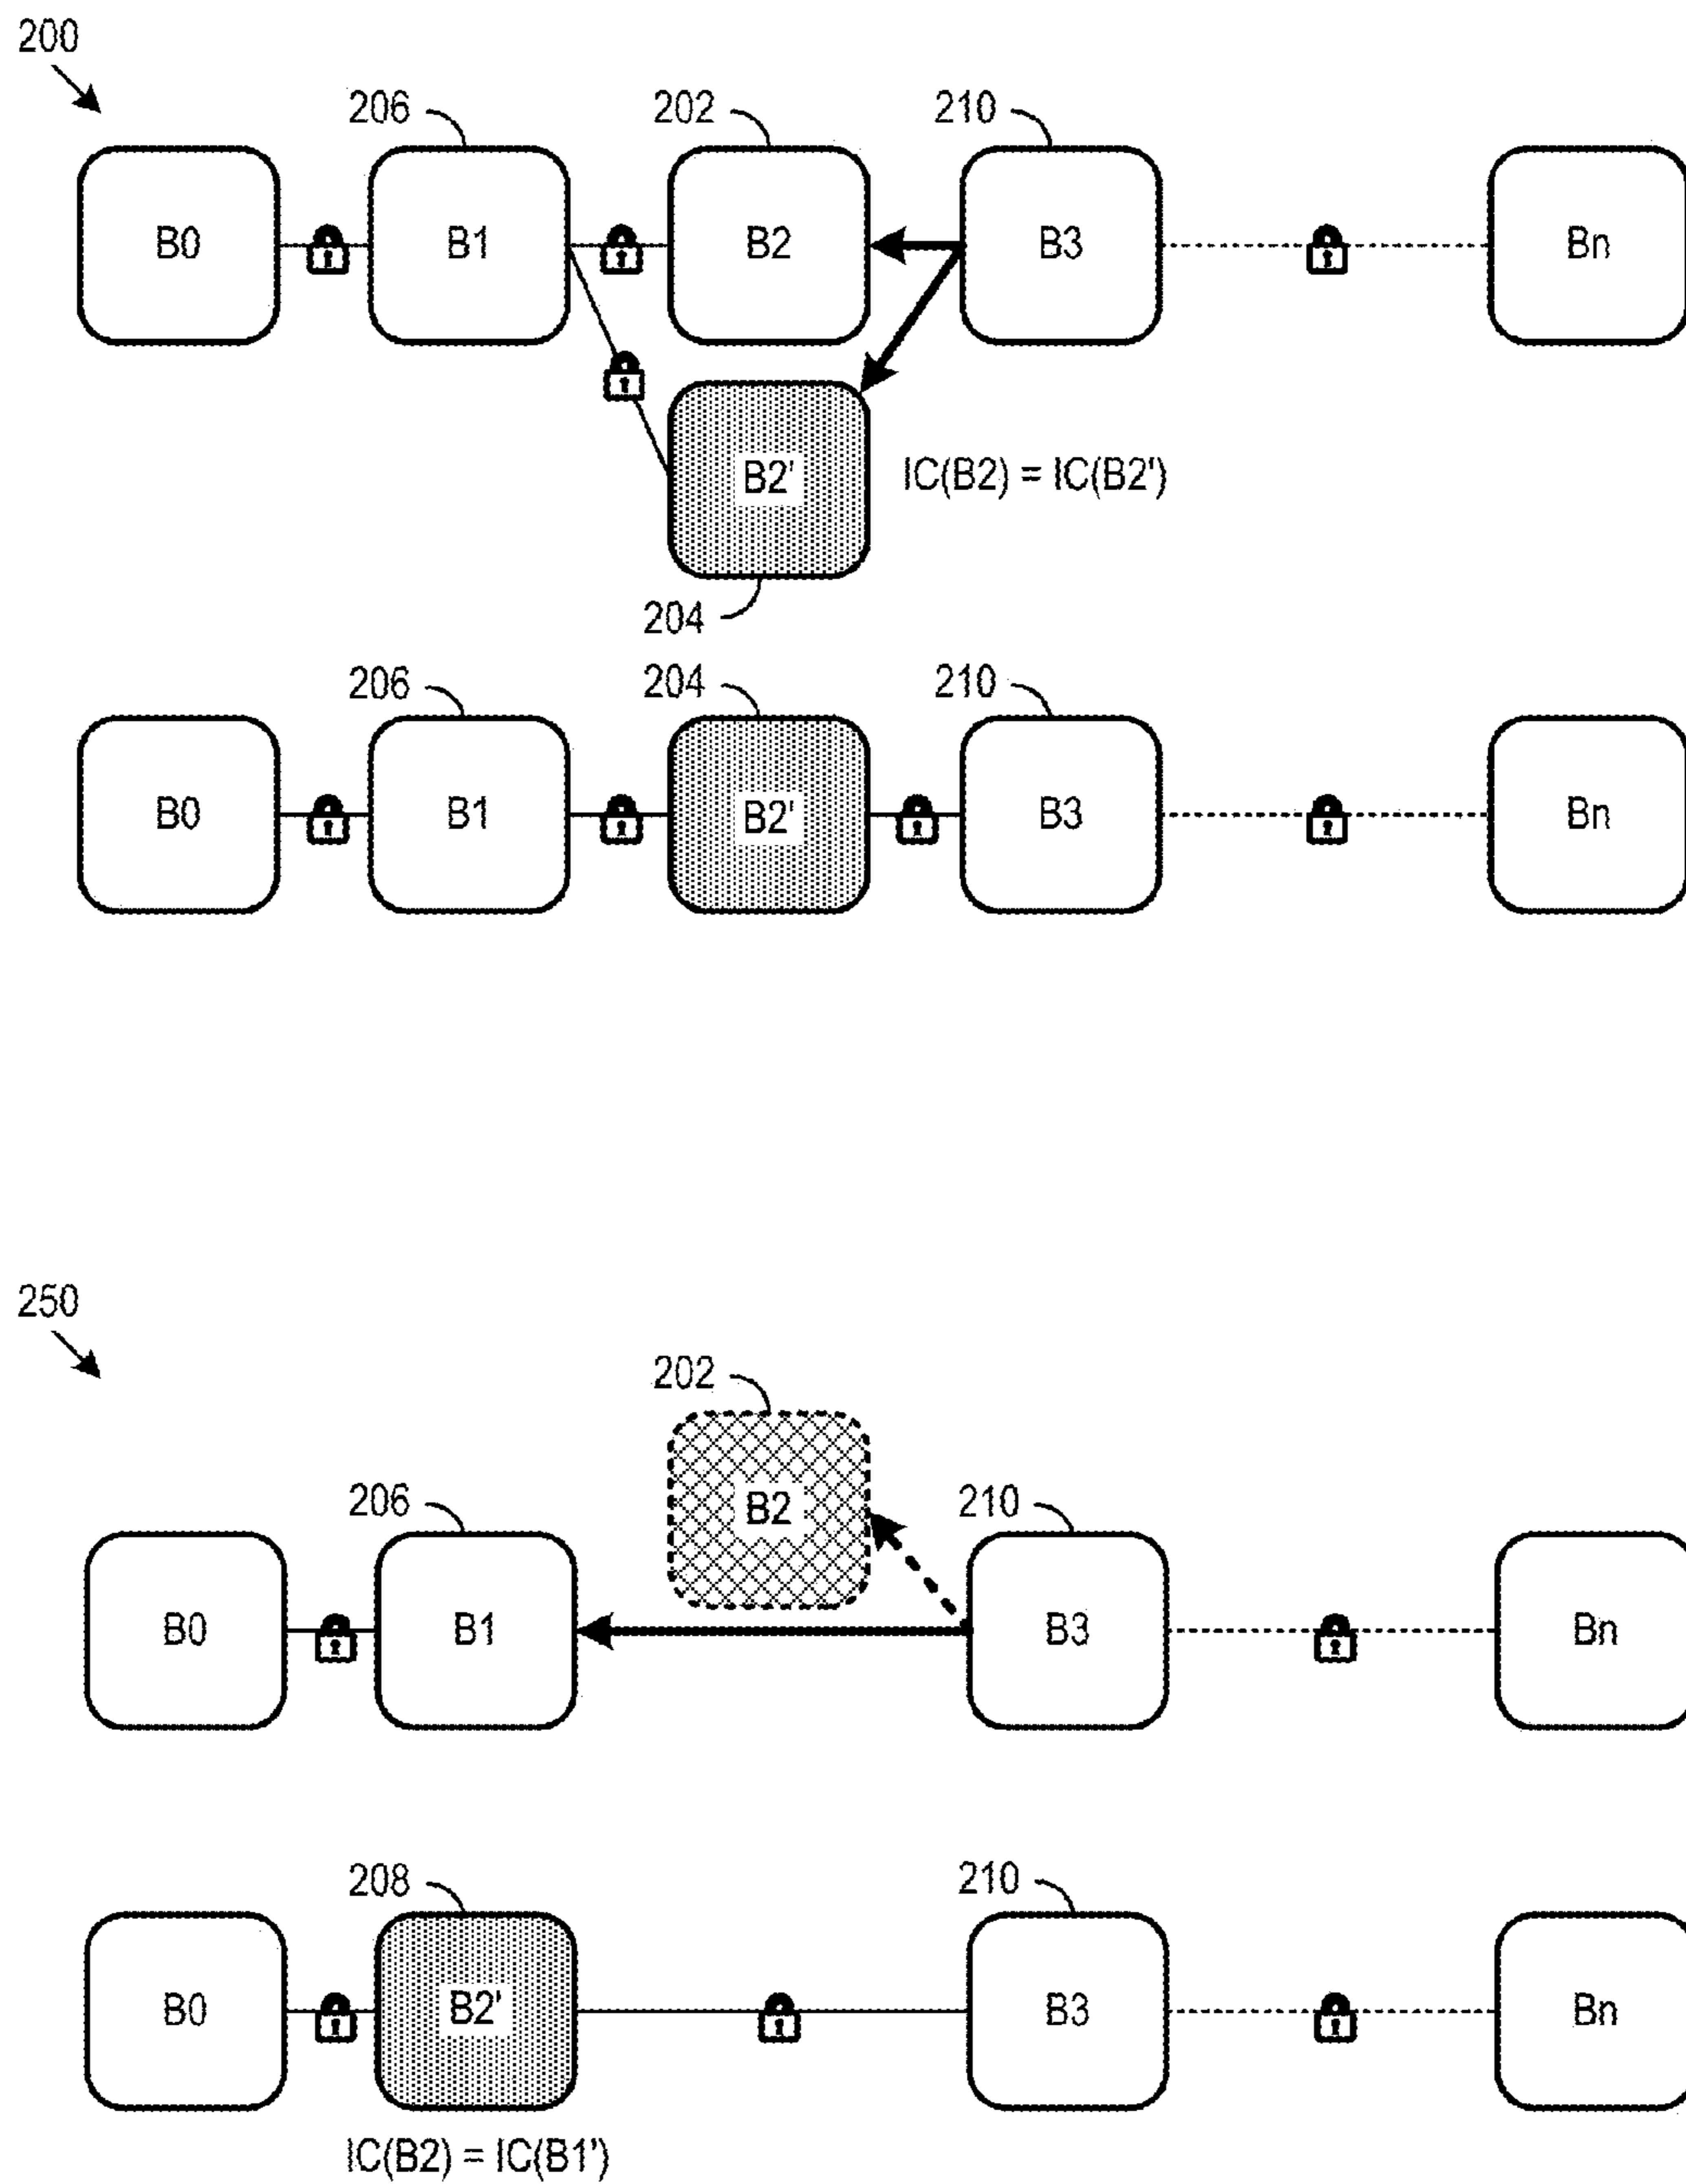 200
206
202
210
B0
B1
B2
B3
Bn
B2'
IC(B2) = IC(B2')
204
206
204
210
B0
B1
B2'
B3
Bn
250
202
B2
206
210
B0
B1
B3
Bn
208
210
B0
B2'
B3
Bn
IC(B2) = IC(B1')